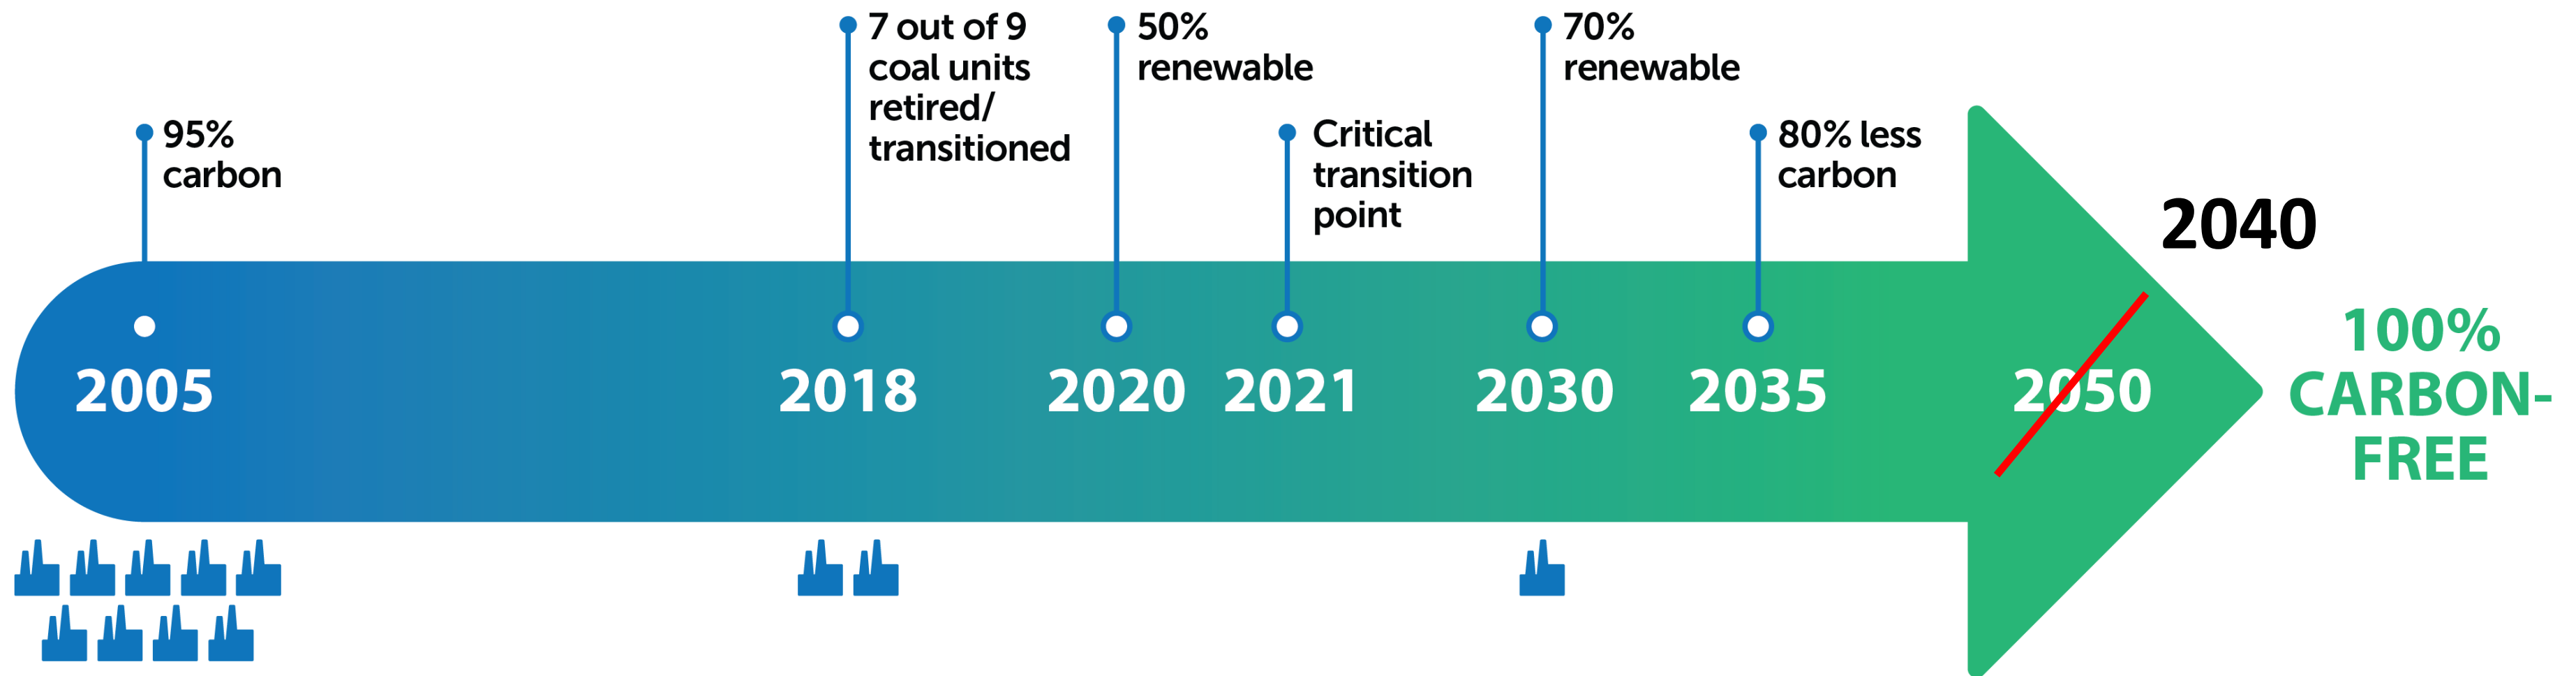 95%
carbon
7 out of 9
coal units
retired/
transitioned
50%
renewable
Critical
transition
point
70%
renewable
80% less
carbon
2040
2005
2018
2020
2021
2030
2035
2050
100%
CARBON-
FREE